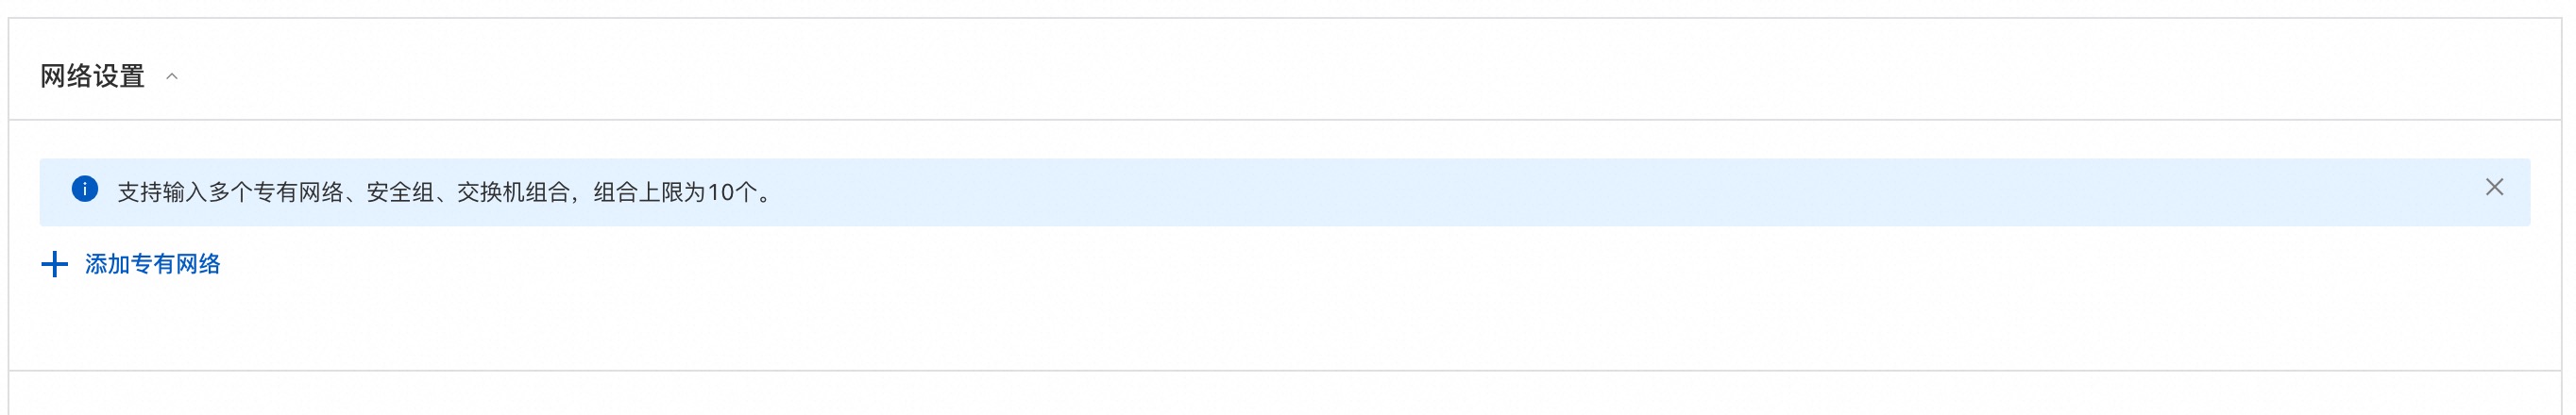 网络设置
支持输入多个专有网络、安全组、交换机组合，组合上限为10个。
添加专有网络